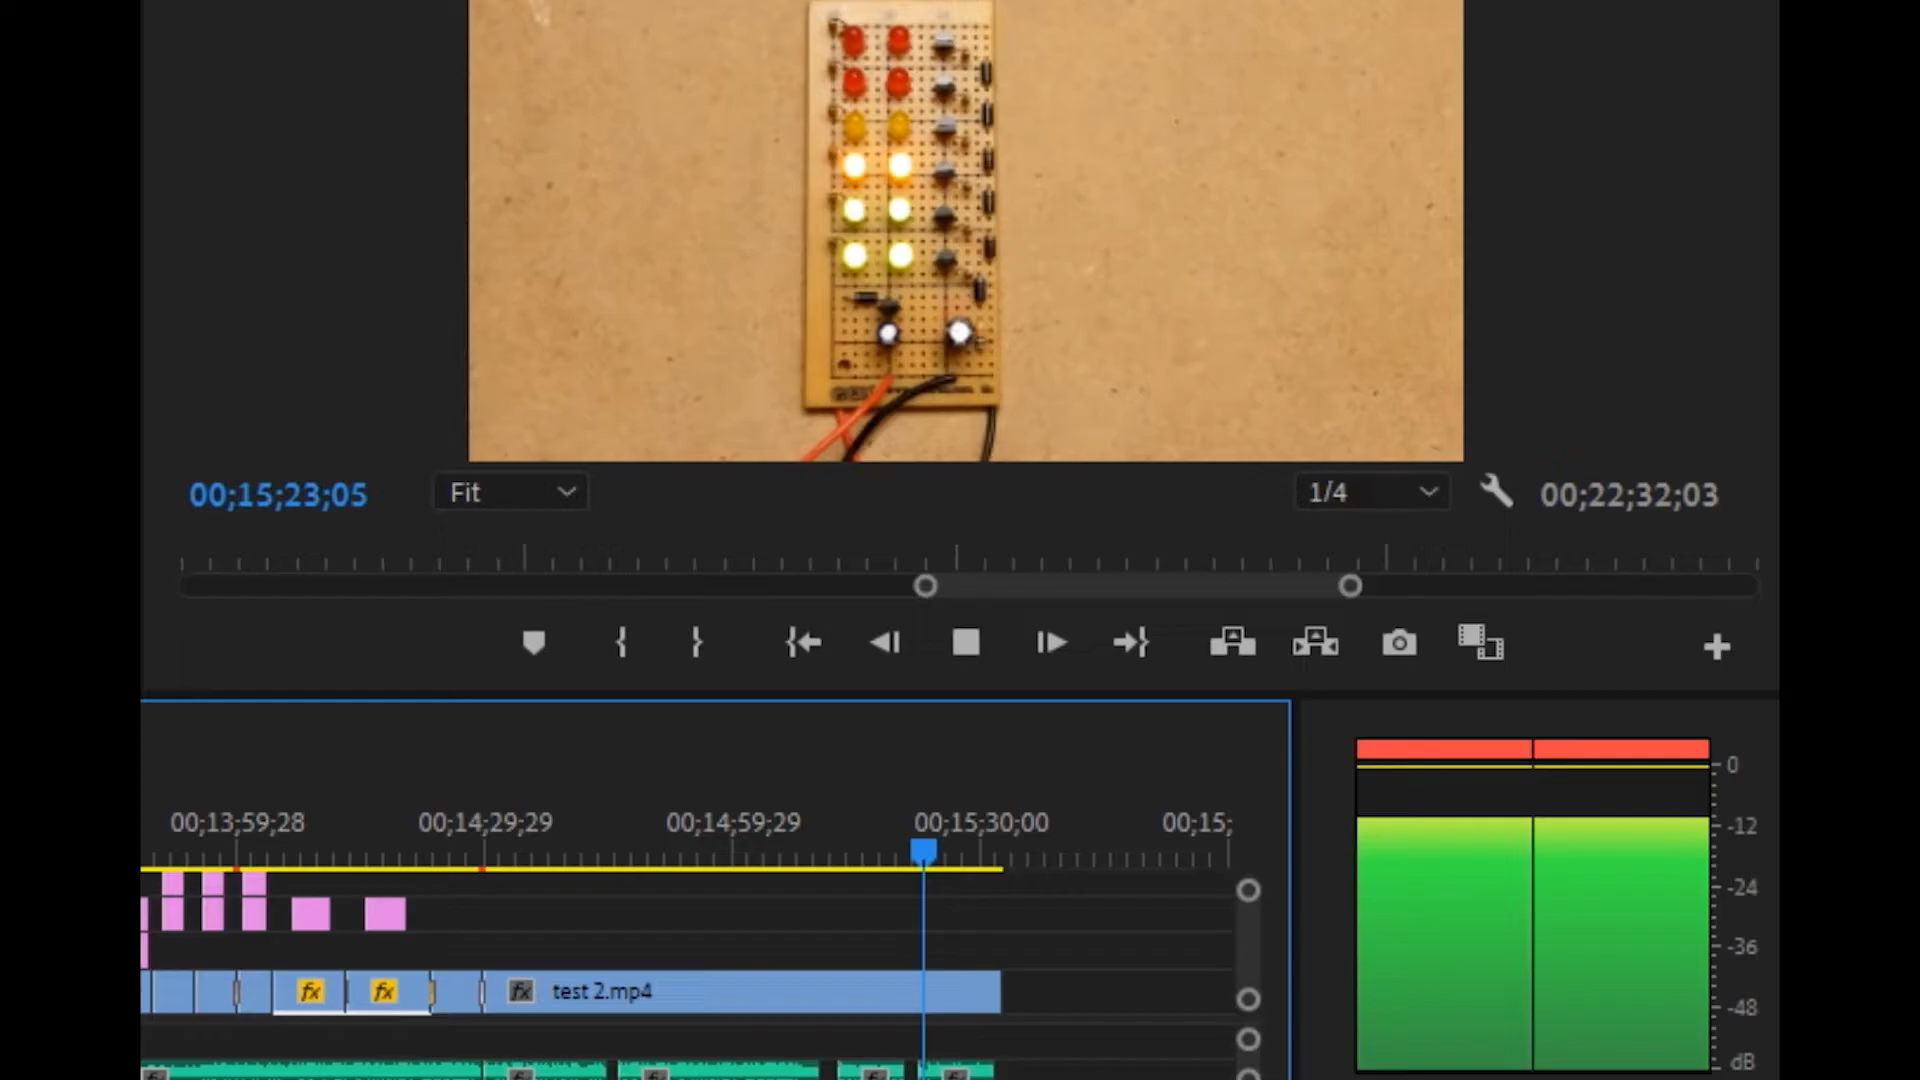 00;15;23;05 Fit 1/4 00;22;32;03
00;13;59;28 00;14;29;29 00;14;59;29 00;15;30;00 00;15;
fx fx fx test 2.mp4
0
-12
-24
-36
-48
dB